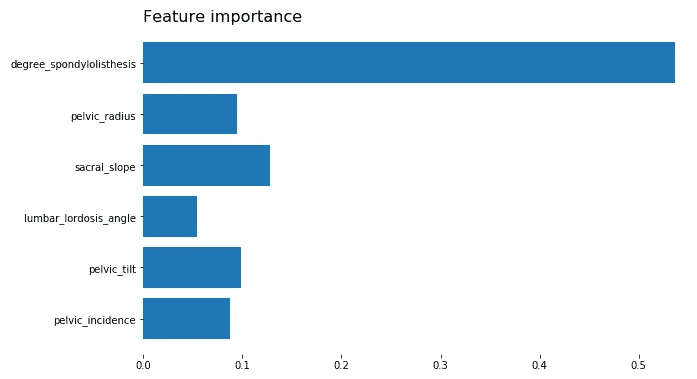 Feature importance
degree_spondylolisthesis
pelvic_radius
sacral_slope
lumbar_lordosis_angle
pelvic_tilt
pelvic_incidence
0.0 0.1 0.2 0.3 0.4 0.5